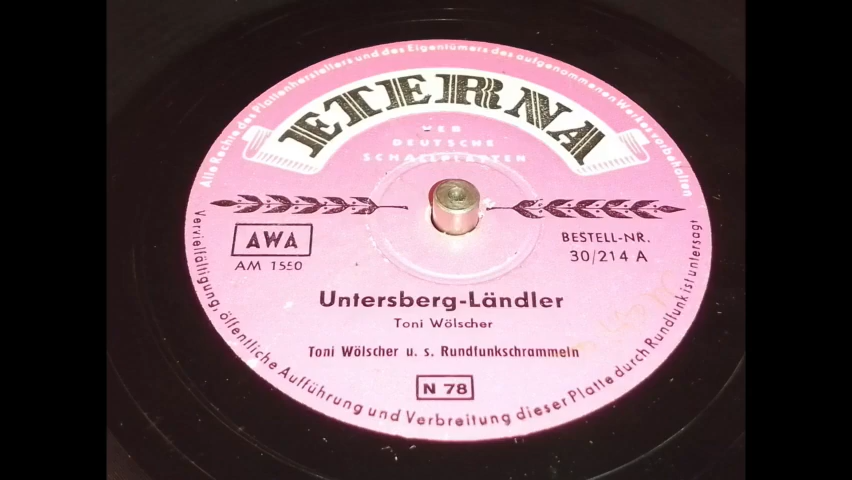 Alle Rechte des Plattenherstellers und des Eigentümers des aufgenommenen Werkes vorbehalten
ETERNA
VEB
DEUTSCHE
SCHALLPLATTEN
AWA
AM 1550
BESTELL-NR.
30/214 A
Untersberg-Ländler
Toni Wölscher
Toni Wölscher u. s. Rundfunkschrammeln
N 78
Vervielfältigung, öffentliche Aufführung und Verbreitung dieser Platte durch Rundfunk ist untersagt